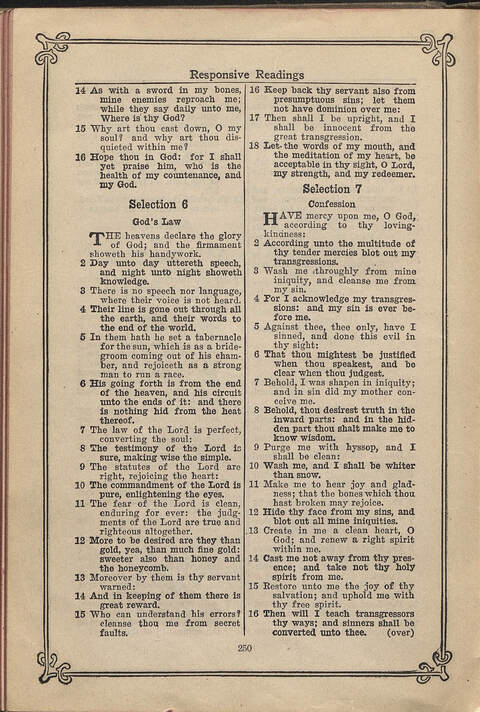 Responsive Readings
14 As with a sword in my bones,
mine enemies reproach me;
while they say daily unto me,
Where is thy God?
15 Why art thou cast down, O my
soul? and why art thou dis-
quieted within me?
16 Hope thou in God: for I shall
yet praise him, who is the
health of my countenance, and
my God.
Selection 6
God's Law
THE heavens declare the glory
of God; and the firmament
showeth his handywork.
2 Day unto day uttereth speech,
and night unto night showeth
knowledge.
3 There is no speech nor language,
where their voice is not heard.
4 Their line is gone out through all
the earth, and their words to
the end of the world.
5 In them hath he set a tabernacle
for the sun, which is as a bride-
groom coming out of his cham-
ber, and rejoiceth as a strong
man to run a race.
6 His going forth is from the end
of the heaven, and his circuit
unto the ends of it: and there
is nothing hid from the heat
thereof.
7 The law of the Lord is perfect,
converting the soul:
8 The testimony of the Lord is
sure, making wise the simple.
9 The statutes of the Lord are
right, rejoicing the heart:
10 The commandment of the Lord is
pure, enlightening the eyes.
11 The fear of the Lord is clean,
enduring for ever: the judg-
ments of the Lord are true and
righteous altogether.
12 More to be desired are they than
gold, yea, than much fine gold:
sweeter also than honey and
the honeycomb.
13 Moreover by them is thy servant
warned:
14 And in keeping of them there is
great reward.
15 Who can understand his errors?
cleanse thou me from secret
faults.
16 Keep back thy servant also from
presumptuous sins; let them
not have dominion over me:
17 Then shall I be upright, and I
shall be innocent from the
great transgression.
18 Let the words of my mouth, and
the meditation of my heart, be
acceptable in thy sight, O Lord,
my strength, and my redeemer.
Selection 7
Confession
HAVE mercy upon me, O God,
according to thy loving-
kindness:
2 According unto the multitude of
thy tender mercies blot out my
transgressions.
3 Wash me throughly from mine
iniquity, and cleanse me from
my sin.
4 For I acknowledge my transgres-
sions: and my sin is ever be-
fore me.
5 Against thee, thee only, have I
sinned, and done this evil in
thy sight:
6 That thou mightest be justified
when thou speakest, and be
clear when thou judgest.
7 Behold, I was shapen in iniquity;
and in sin did my mother con-
ceive me.
8 Behold, thou desirest truth in the
inward parts: and in the hid-
den part thou shalt make me to
know wisdom.
9 Purge me with hyssop, and I
shall be clean:
10 Wash me, and I shall be whiter
than snow.
11 Make me to hear joy and glad-
ness; that the bones which thou
hast broken may rejoice.
12 Hide thy face from my sins, and
blot out all mine iniquities.
13 Create in me a clean heart, O
God; and renew a right spirit
within me.
14 Cast me not away from thy pres-
ence; and take not thy holy
spirit from me.
15 Restore unto me the joy of thy
salvation; and uphold me with
thy free spirit.
16 Then will I teach transgressors
thy ways; and sinners shall be
converted unto thee. (over)
250